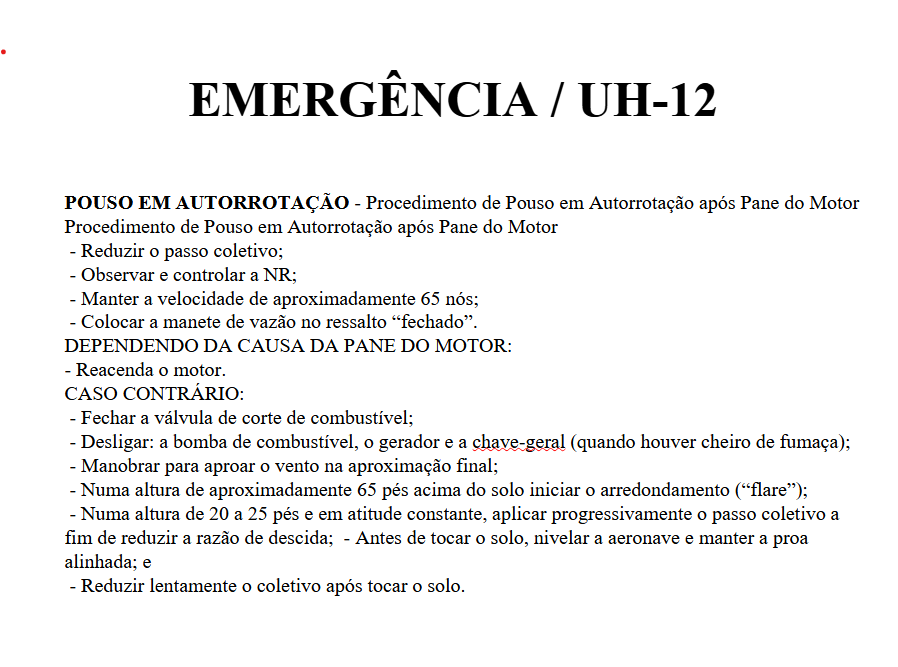 EMERGÊNCIA / UH-12
POUSO EM AUTORROTAÇÃO - Procedimento de Pouso em Autorrotação após Pane do Motor
Procedimento de Pouso em Autorrotação após Pane do Motor
- Reduzir o passo coletivo;
- Observar e controlar a NR;
- Manter a velocidade de aproximadamente 65 nós;
- Colocar a manete de vazão no ressalto “fechado”.
DEPENDENDO DA CAUSA DA PANE DO MOTOR:
- Reacenda o motor.
CASO CONTRÁRIO:
- Fechar a válvula de corte de combustível;
- Desligar: a bomba de combustível, o gerador e a chave-geral (quando houver cheiro de fumaça);
- Manobrar para aproar o vento na aproximação final;
- Numa altura de aproximadamente 65 pés acima do solo iniciar o arredondamento (“flare”);
- Numa altura de 20 a 25 pés e em atitude constante, aplicar progressivamente o passo coletivo a
fim de reduzir a razão de descida;  - Antes de tocar o solo, nivelar a aeronave e manter a proa
alinhada; e
- Reduzir lentamente o coletivo após tocar o solo.